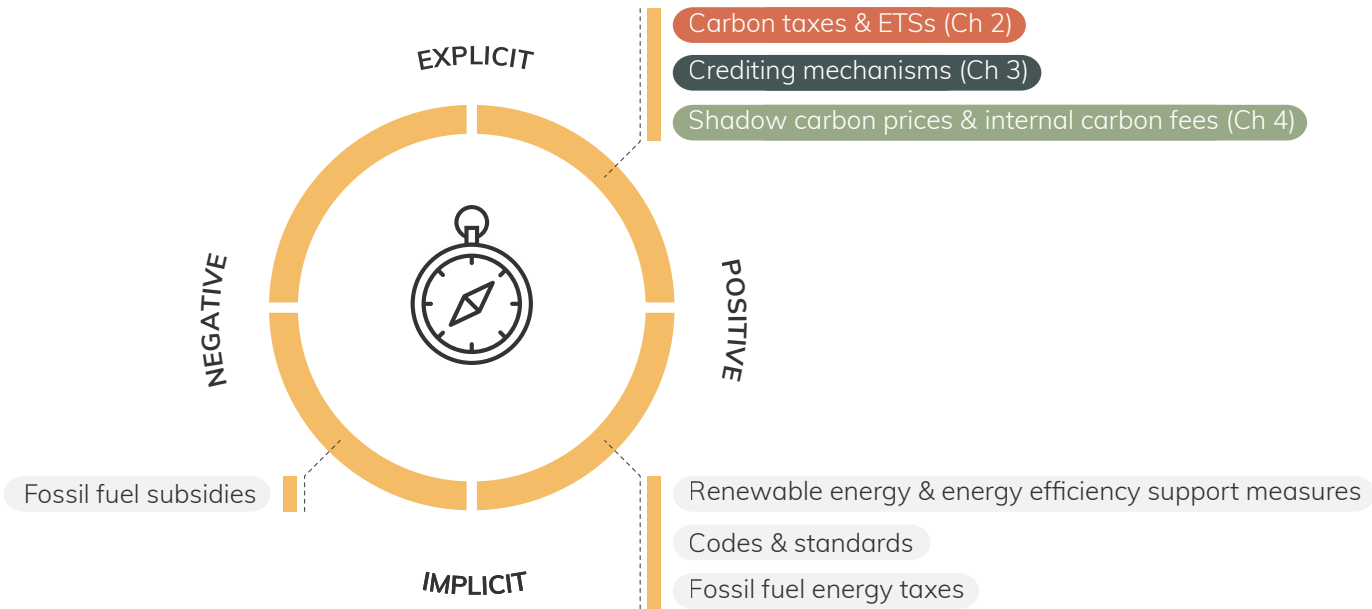 EXPLICIT
Carbon taxes & ETSs (Ch 2)
Crediting mechanisms (Ch 3)
Shadow carbon prices & internal carbon fees (Ch 4)
NEGATIVE
POSITIVE
Fossil fuel subsidies
Renewable energy & energy efficiency support measures
Codes & standards
IMPLICIT
Fossil fuel energy taxes